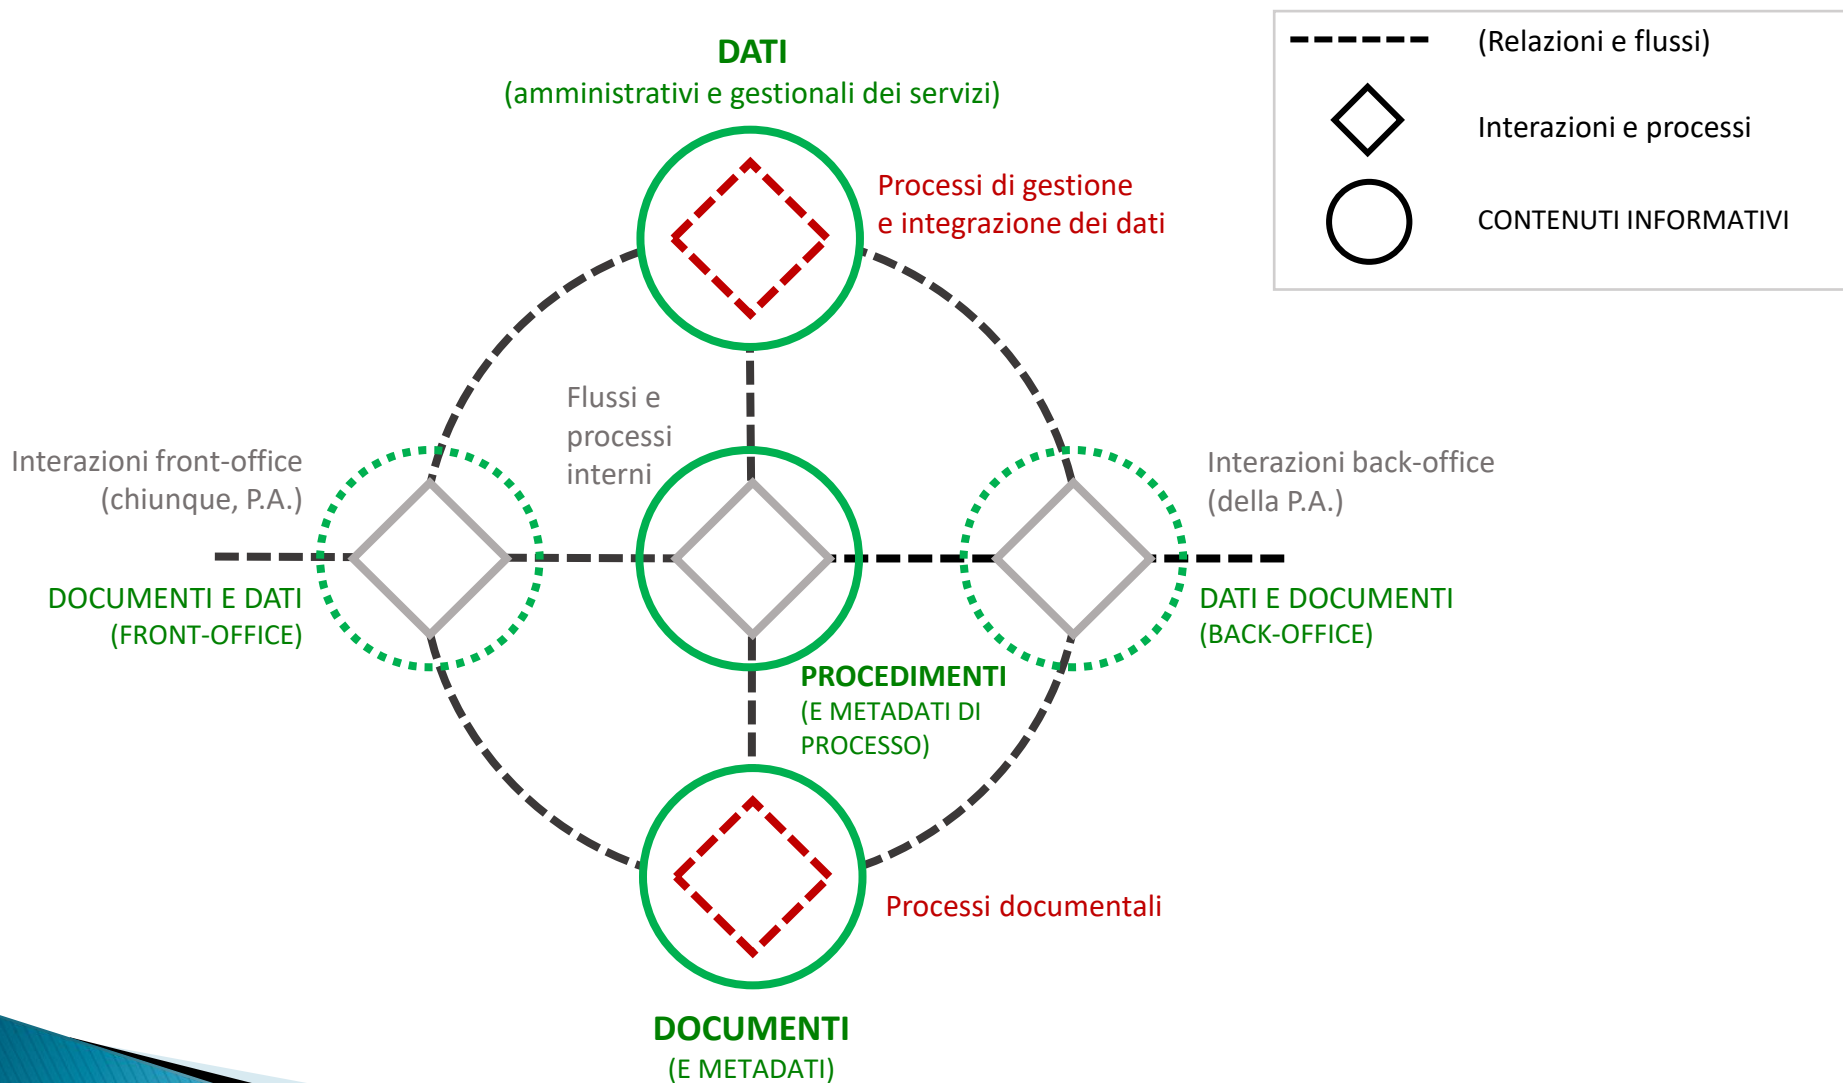 DATI
(amministrativi e gestionali dei servizi)
(Relazioni e flussi)
Interazioni e processi
CONTENUTI INFORMATIVI
Processi di gestione
e integrazione dei dati
Flussi e
processi
interni
Interazioni front-office
(chiunque, P.A.)
Interazioni back-office
(della P.A.)
DOCUMENTI E DATI
(FRONT-OFFICE)
DATI E DOCUMENTI
(BACK-OFFICE)
PROCEDIMENTI
(E METADATI DI
PROCESSO)
Processi documentali
DOCUMENTI
(E METADATI)